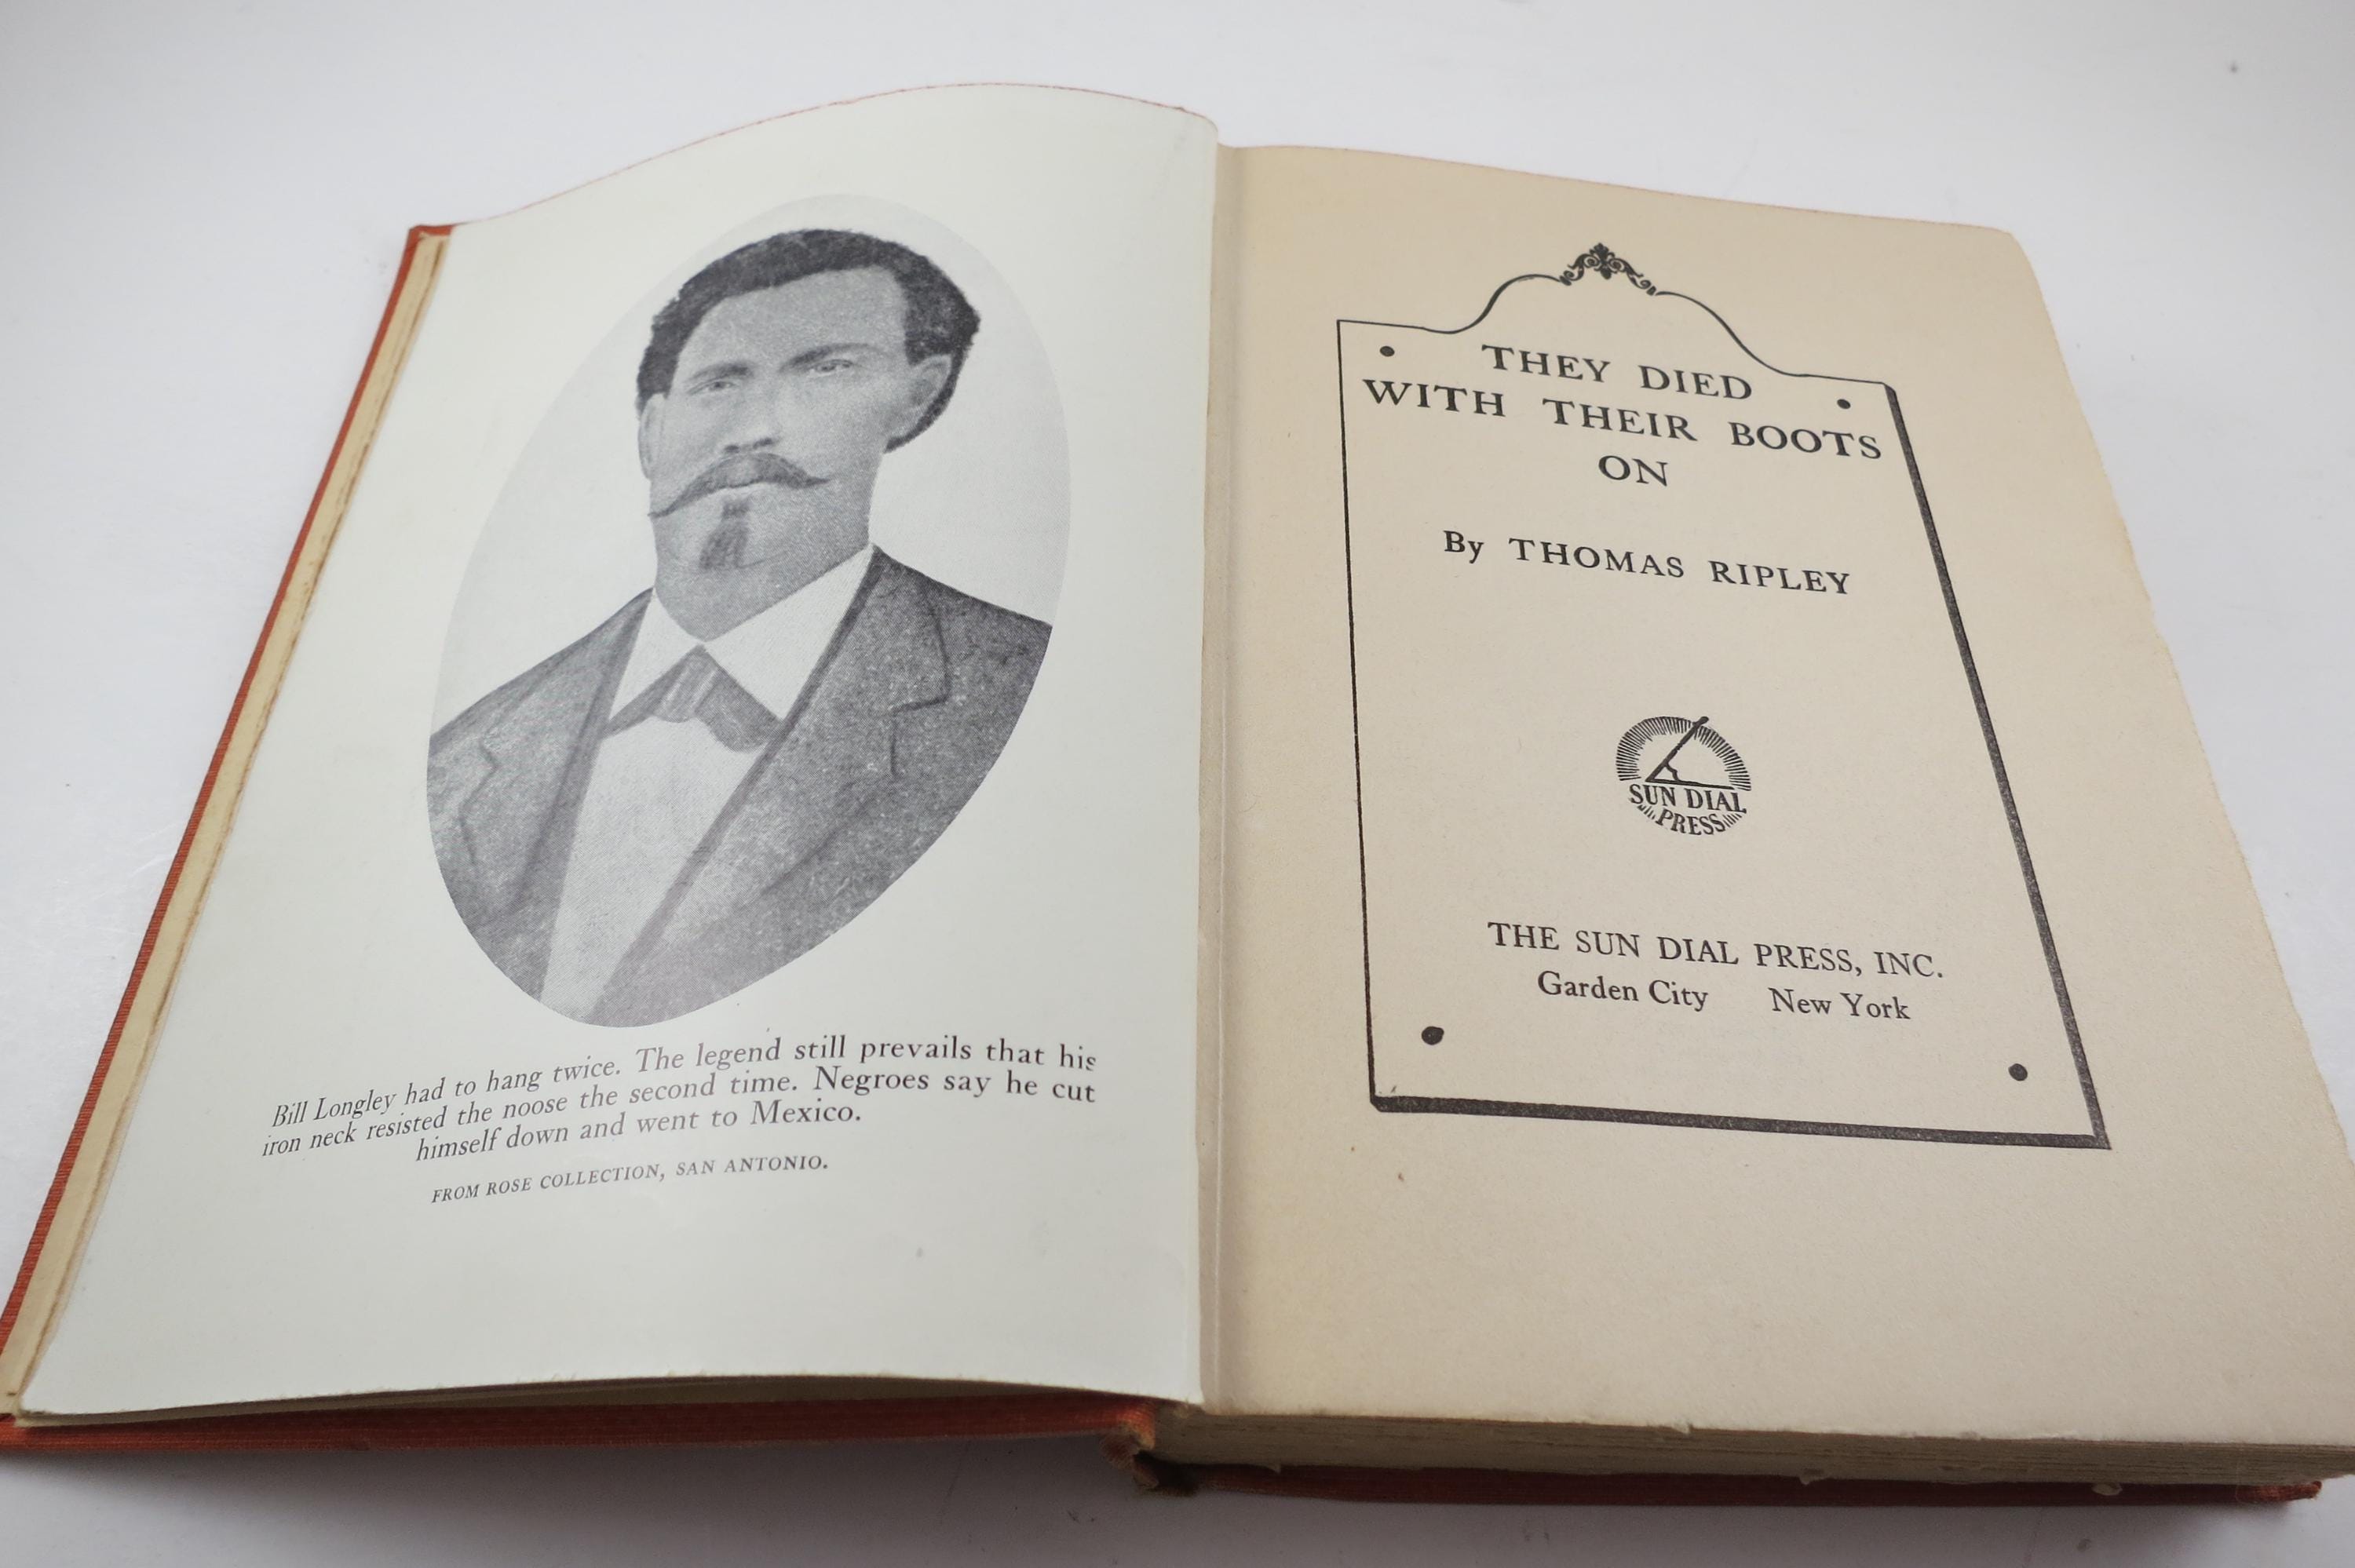 Bill Longley had to hang twice. The legend still prevails that his
iron neck resisted the noose the second time. Negroes say he cut
himself down and went to Mexico.
FROM ROSE COLLECTION, SAN ANTONIO.
THEY DIED
WITH THEIR BOOTS
ON
By THOMAS RIPLEY
SUN DIAL
PRESS
THE SUN DIAL PRESS, INC.
Garden City New York